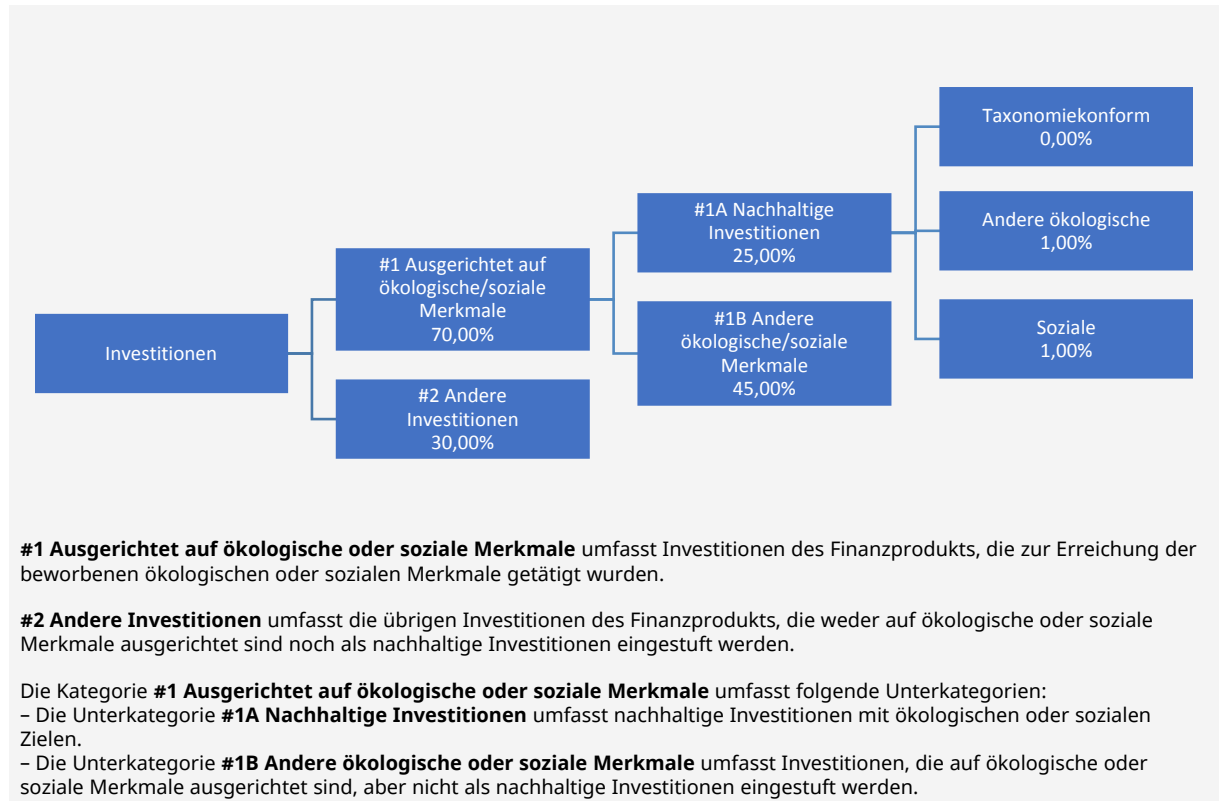 Taxonomiekonform
0,00%
#1A Nachhaltige
Investitionen
25,00%
Andere ökologische
1,00%
#1 Ausgerichtet auf
ökologische/soziale
Merkmale
70,00%
#1B Andere
ökologische/soziale
Merkmale
45,00%
Soziale
1,00%
Investitionen
#2 Andere
Investitionen
30,00%
#1 Ausgerichtet auf ökologische oder soziale Merkmale umfasst Investitionen des Finanzprodukts, die zur Erreichung der
beworbenen ökologischen oder sozialen Merkmale getätigt wurden.
#2 Andere Investitionen umfasst die übrigen Investitionen des Finanzprodukts, die weder auf ökologische oder soziale
Merkmale ausgerichtet sind noch als nachhaltige Investitionen eingestuft werden.
Die Kategorie #1 Ausgerichtet auf ökologische oder soziale Merkmale umfasst folgende Unterkategorien:
– Die Unterkategorie #1A Nachhaltige Investitionen umfasst nachhaltige Investitionen mit ökologischen oder sozialen
Zielen.
– Die Unterkategorie #1B Andere ökologische oder soziale Merkmale umfasst Investitionen, die auf ökologische oder
soziale Merkmale ausgerichtet sind, aber nicht als nachhaltige Investitionen eingestuft werden.